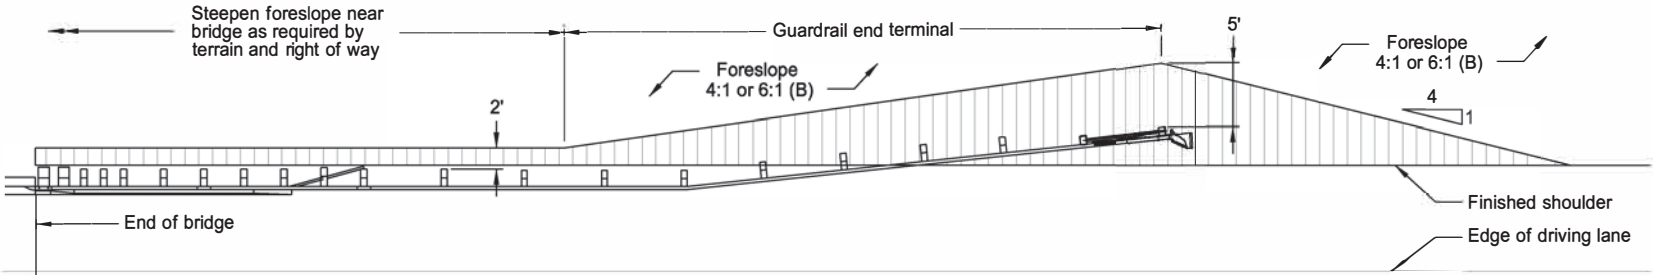 Steepen foreslope near
bridge as required by
terrain and right of way
Guardrail end terminal
5'
Foreslope
4:1 or 6:1 (B)
Foreslope
4:1 or 6:1 (B)
2'
4
1
End of bridge
Finished shoulder
Edge of driving lane